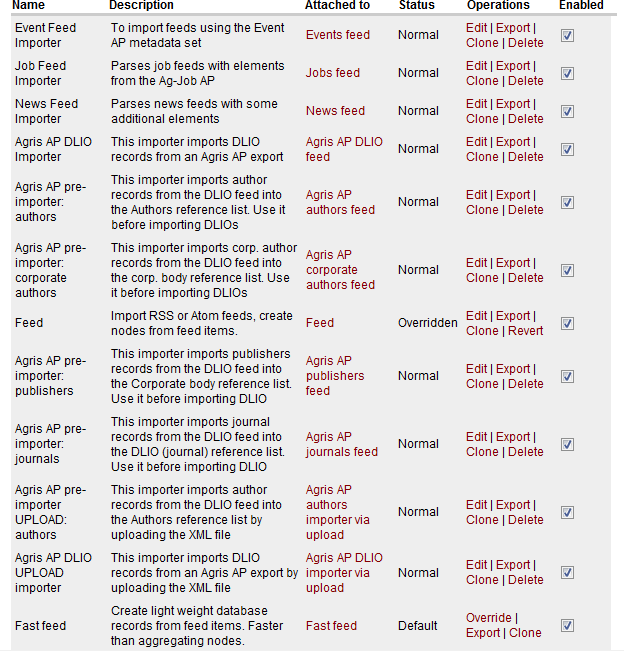 Name Description Attached to Status Operations Enabled
Event Feed To import feeds using the Event Events feed Normal Edit | Export |
Importer AP metadata set Clone | Delete
Job Feed Parses job feeds with elements Jobs feed Normal Edit | Export |
Importer from the Ag-Job AP Clone | Delete
News Feed Parses news feeds with some News feed Normal Edit | Export |
Importer additional elements Clone | Delete
Agris AP DLIO This importer imports DLIO Agris AP DLIO Normal Edit | Export |
Importer records from an Agris AP export feed Clone | Delete
This importer imports author
Agris AP pre- records from the DLIO feed into Agris AP Normal Edit | Export |
importer: the Authors reference list. Use it authors feed Clone | Delete
authors before importing DLIOs
Agris AP pre- This importer imports corp. author Agris AP
importer: records from the DLIO feed into corporate Normal Edit | Export |
corporate the corp. body reference list. Use authors feed Clone | Delete
authors it before importing DLIOs
Feed Import RSS or Atom feeds, create Feed Overridden Edit | Export |
nodes from feed items. Clone | Revert
Agris AP pre- This importer imports publishers Agris AP
importer: records from the DLIO feed into publishers Normal Edit | Export |
publishers the Corporate body reference list. feed Clone | Delete
Use it before importing DLIO
Agris AP pre- This importer imports journal Agris AP Normal Edit | Export |
importer: records from the DLIO feed into journals feed Clone | Delete
journals the DLIO (journal) reference list.
Use it before importing DLIO
Agris AP pre- This importer imports author Agris AP
importer records from the DLIO feed into authors Normal Edit | Export |
UPLOAD: the Authors reference list by importer via Clone | Delete
authors uploading the XML file upload
Agris AP DLIO This importer imports DLIO Agris AP DLIO Normal Edit | Export |
UPLOAD records from an Agris AP export by importer via Clone | Delete
importer uploading the XML file upload
Fast feed Create light weight database Fast feed Default Override |
records from feed items. Faster Export | Clone
than aggregating nodes.